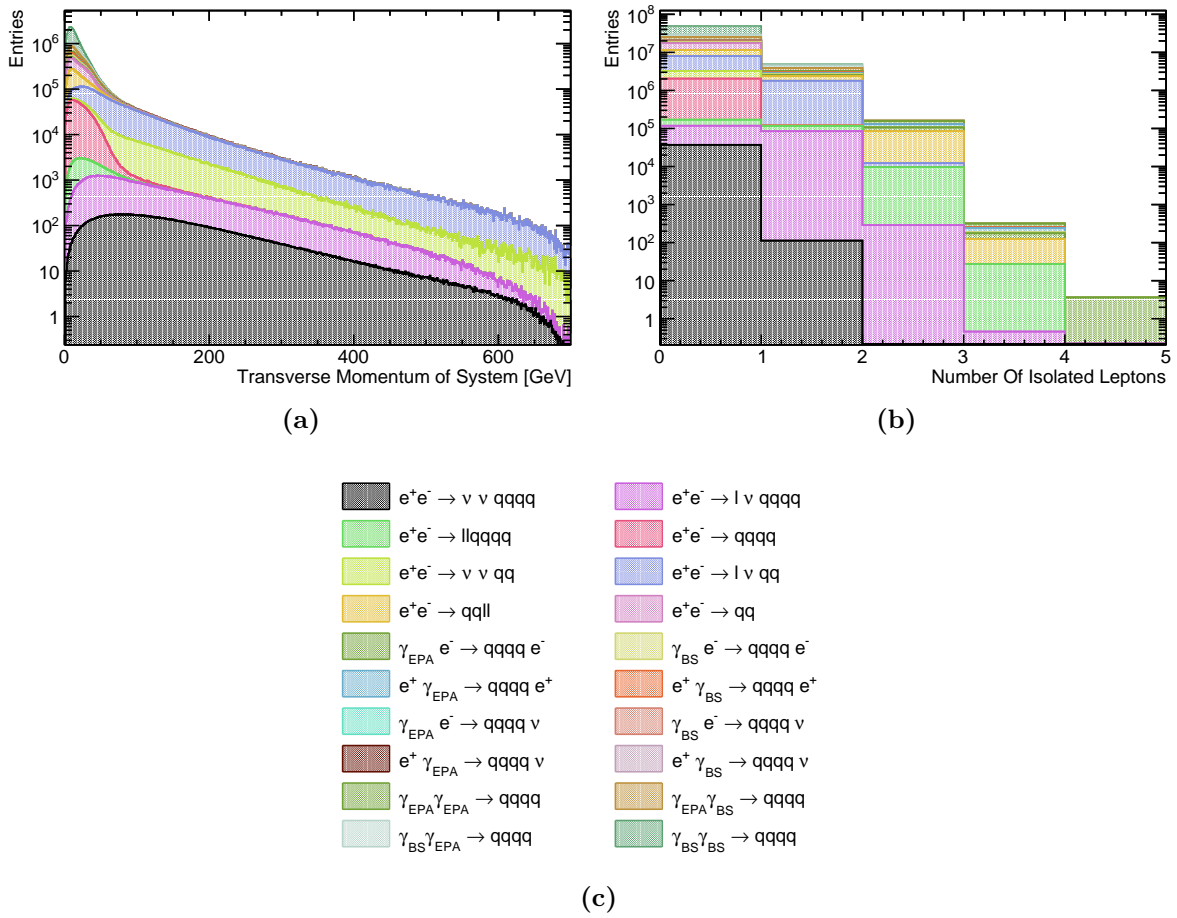 Entries
10⁶
10⁵
10⁴
10³
10²
10
1
0 200 400 600
Transverse Momentum of System [GeV]
(a)
Entries
10⁸
10⁷
10⁶
10⁵
10⁴
10³
10²
10
1
0 1 2 3 4 5
Number Of Isolated Leptons
(b)
e⁺e⁻ → ν ν qqqq
e⁺e⁻ → l ν qqqq
e⁺e⁻ → llqqqq
e⁺e⁻ → qqqq
e⁺e⁻ → ν ν qq
e⁺e⁻ → l ν qq
e⁺e⁻ → qqll
e⁺e⁻ → qq
γ_EPA e⁻ → qqqq e⁻
γ_BS e⁻ → qqqq e⁻
e⁺ γ_EPA → qqqq e⁺
e⁺ γ_BS → qqqq e⁺
γ_EPA e⁻ → qqqq ν
γ_BS e⁻ → qqqq ν
e⁺ γ_EPA → qqqq ν
e⁺ γ_BS → qqqq ν
γ_EPA γ_EPA → qqqq
γ_EPA γ_BS → qqqq
γ_BS γ_EPA → qqqq
γ_BS γ_BS → qqqq
(c)